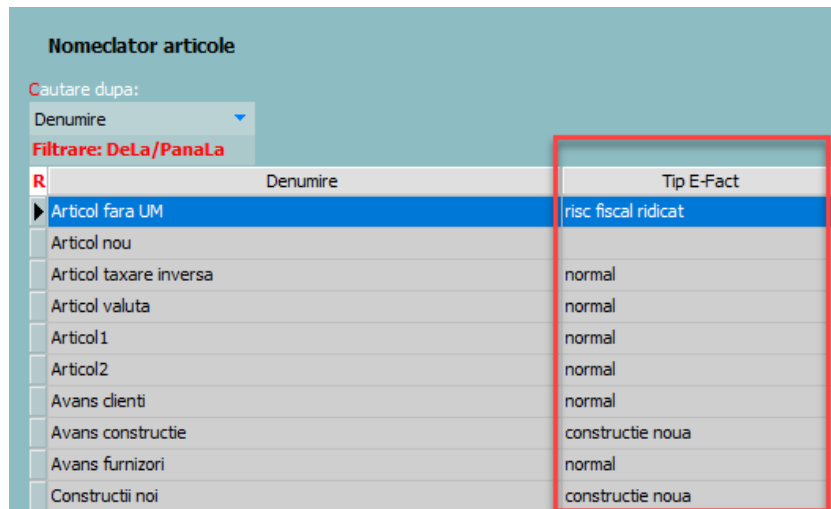 Nomeclator articole
Cautare dupa:
Denumire
Filtrare: DeLa/PanaLa
R Denumire Tip E-Fact
Articol fara UM risc fiscal ridicat
Articol nou
Articol taxare inversa normal
Articol valuta normal
Articol1 normal
Articol2 normal
Avans clienti normal
Avans constructie constructie noua
Avans furnizori normal
Constructii noi constructie noua